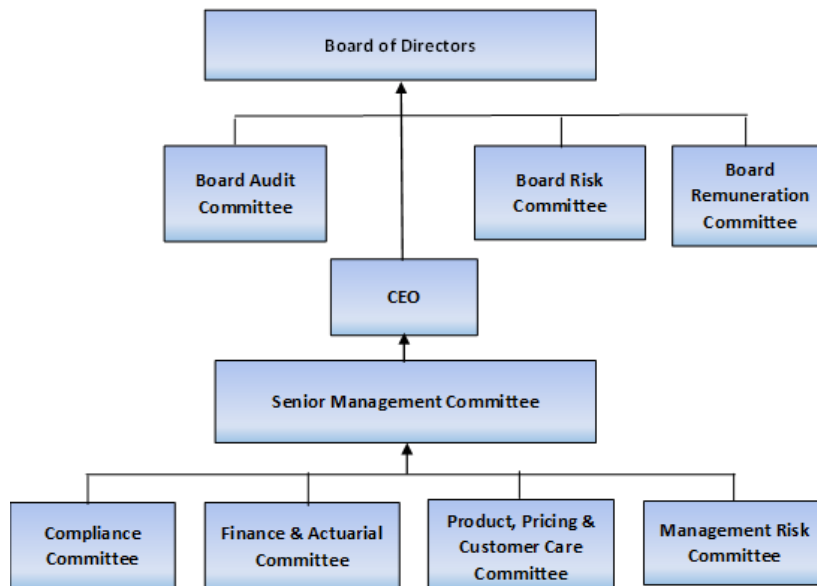 Board of Directors
Board Audit
Committee
Board Risk
Committee
Board
Remuneration
Committee
CEO
Senior Management Committee
Compliance
Committee
Finance & Actuarial
Committee
Product, Pricing &
Customer Care
Committee
Management Risk
Committee